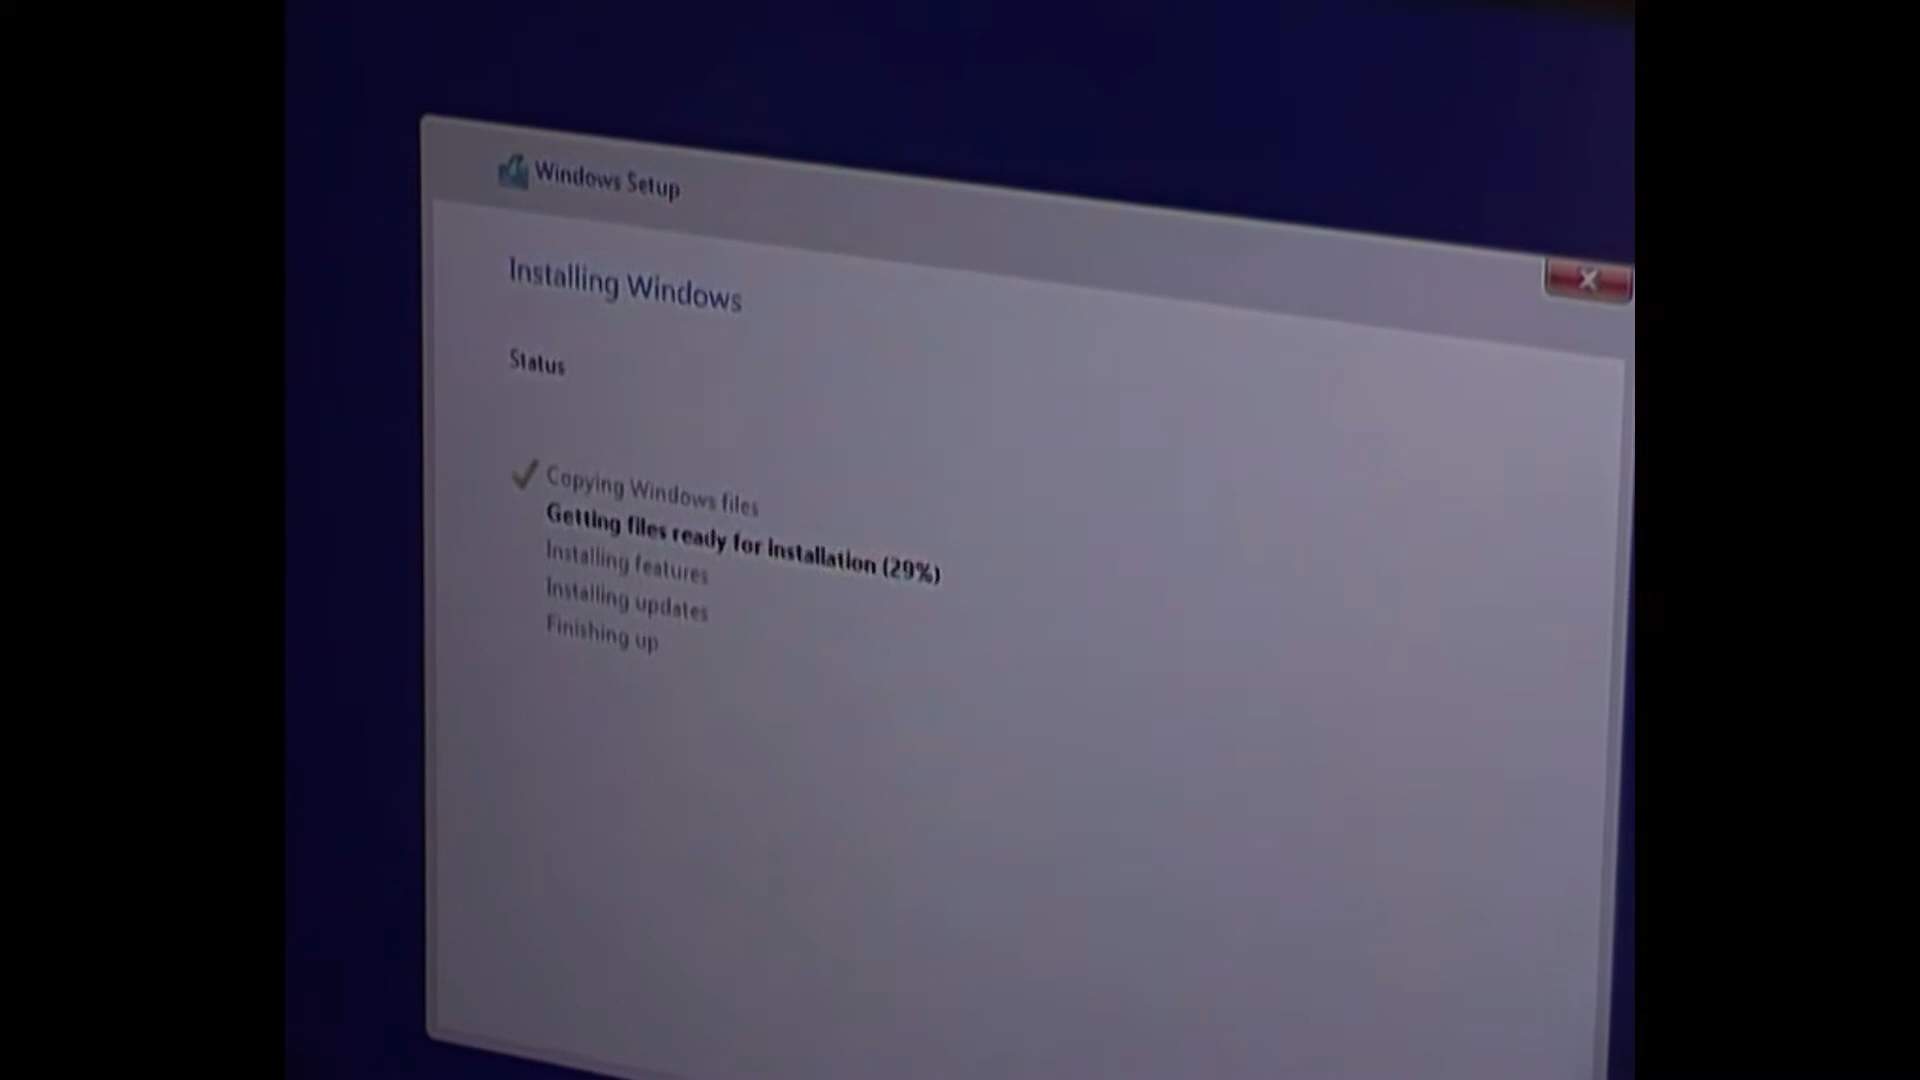 Windows Setup
Installing Windows
Status
Copying Windows files
Getting files ready for installation (29%)
Installing features
Installing updates
Finishing up